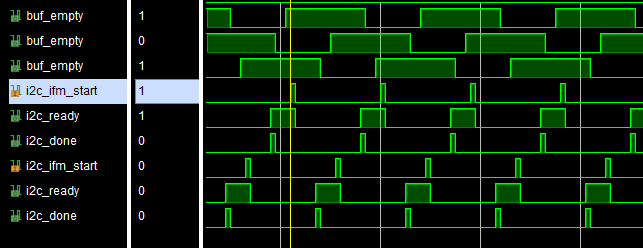 buf_empty 1
buf_empty 0
buf_empty 1
i2c_ifm_start 1
i2c_ready 1
i2c_done 0
i2c_ifm_start 0
i2c_ready 0
i2c_done 0